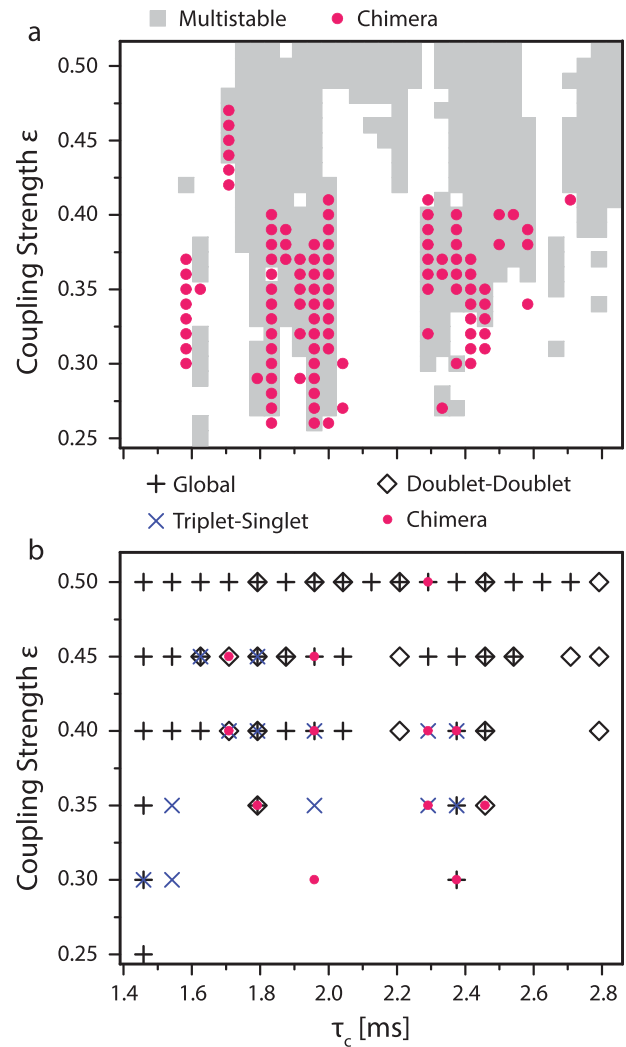 Multistable Chimera
a
0.50
0.45
0.40
0.35
0.30
0.25
Coupling Strength ε
Global Doublet-Doublet
Triplet-Singlet Chimera
b
0.50
0.45
0.40
0.35
0.30
0.25
Coupling Strength ε
1.4 1.6 1.8 2.0 2.2 2.4 2.6 2.8
τc [ms]